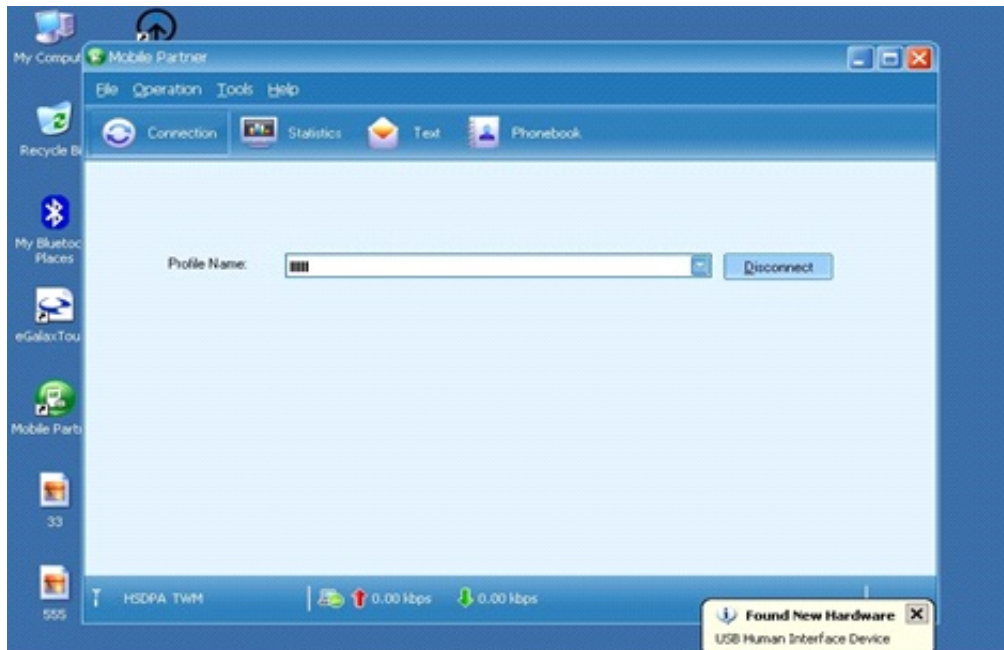 My Comput
Mobile Partner
File Operation Tools Help
Connection Statistics Text Phonebook
Recycle Bi
My Bluetoc
Places
Profile Name:
Disconnect
eGalaxTou
Mobile Partn
33
555
HSDPA TWM
0.00 kbps 0.00 kbps
Found New Hardware
USB Human Interface Device